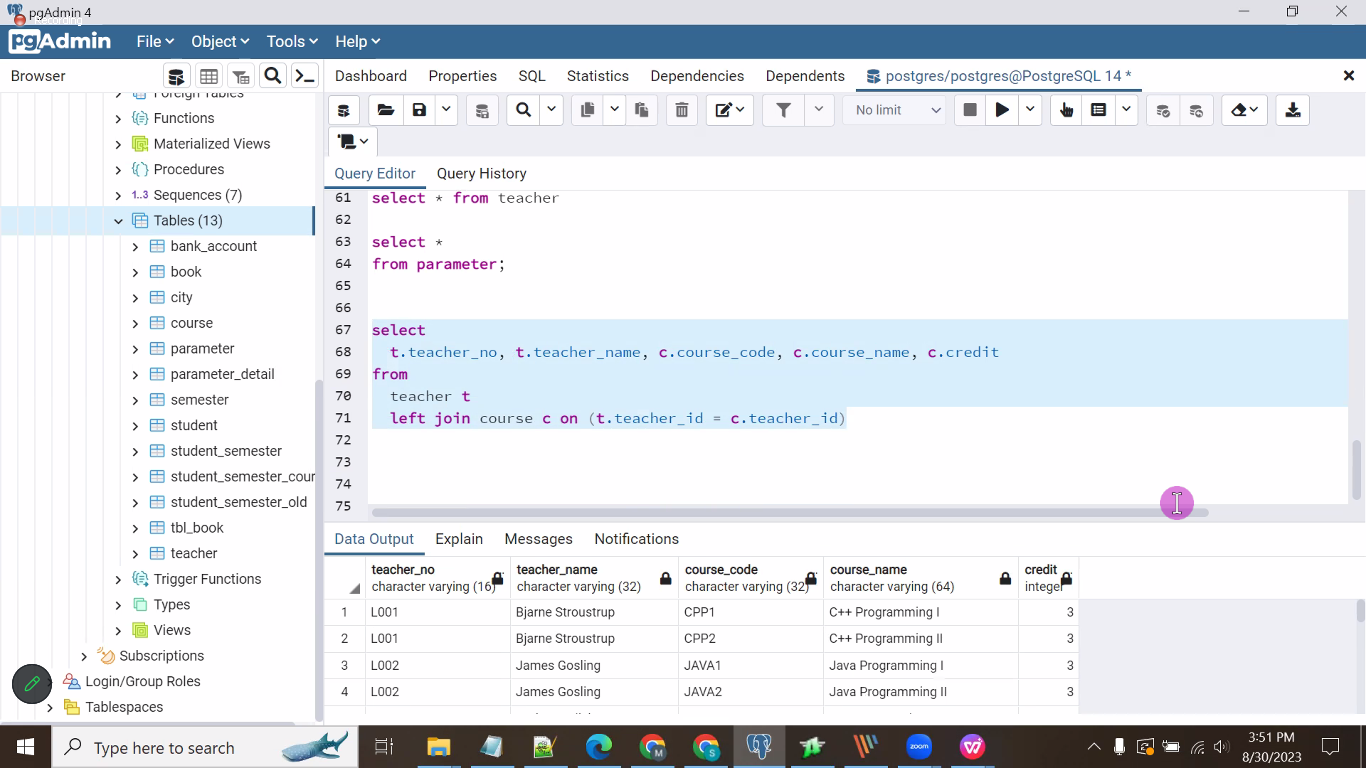 pgAdmin 4
Recording
pgAdmin File Object Tools Help
Browser
Dashboard Properties SQL Statistics Dependencies Dependents postgres/postgres@PostgreSQL 14 *
No limit
Query Editor Query History
Foreign Tables
Functions
Materialized Views
Procedures
1..3 Sequences (7)
Tables (13)
bank_account
book
city
course
parameter
parameter_detail
semester
student
student_semester
student_semester_cour
student_semester_old
tbl_book
teacher
Trigger Functions
Types
Views
Subscriptions
Login/Group Roles
Tablespaces
61 select * from teacher
62
63 select *
64 from parameter;
65
66
67 select
68 t.teacher_no, t.teacher_name, c.course_code, c.course_name, c.credit
69 from
70 teacher t
71 left join course c on (t.teacher_id = c.teacher_id)
72
73
74
75
Data Output Explain Messages Notifications
teacher_no teacher_name course_code course_name credit
character varying (16) character varying (32) character varying (32) character varying (64) integer
1 L001 Bjarne Stroustrup CPP1 C++ Programming I 3
2 L001 Bjarne Stroustrup CPP2 C++ Programming II 3
3 L002 James Gosling JAVA1 Java Programming I 3
4 L002 James Gosling JAVA2 Java Programming II 3
Type here to search
zoom
3:51 PM
8/30/2023